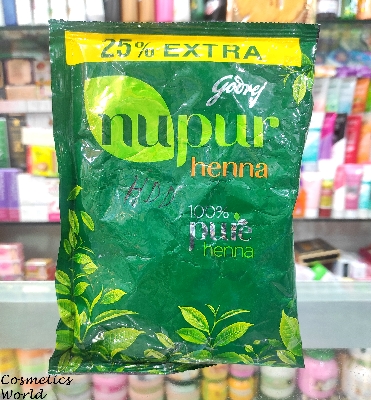 25% EXTRA
Godrej
nupur
henna
100%
pure
henna
Cosmetics
World